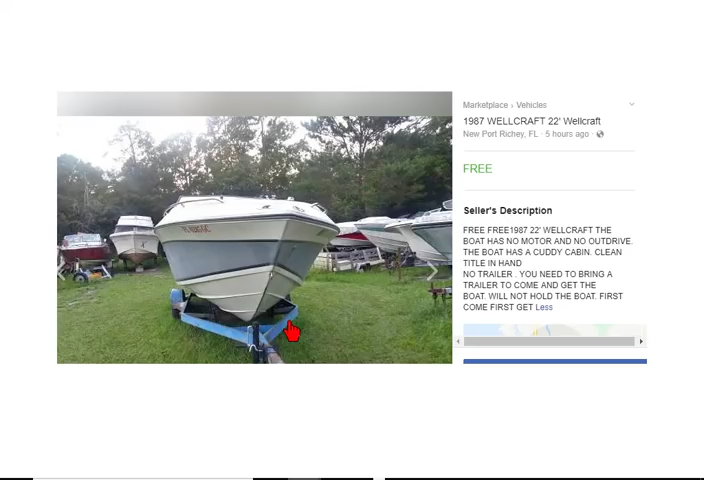 Marketplace › Vehicles
1987 WELLCRAFT 22' Wellcraft
New Port Richey, FL · 5 hours ago ·
FREE
Seller's Description
FREE FREE1987 22' WELLCRAFT THE
BOAT HAS NO MOTOR AND NO OUTDRIVE.
THE BOAT HAS A CUDDY CABIN. CLEAN
TITLE IN HAND
NO TRAILER . YOU NEED TO BRING A
TRAILER TO COME AND GET THE
BOAT. WILL NOT HOLD THE BOAT. FIRST
COME FIRST GET Less